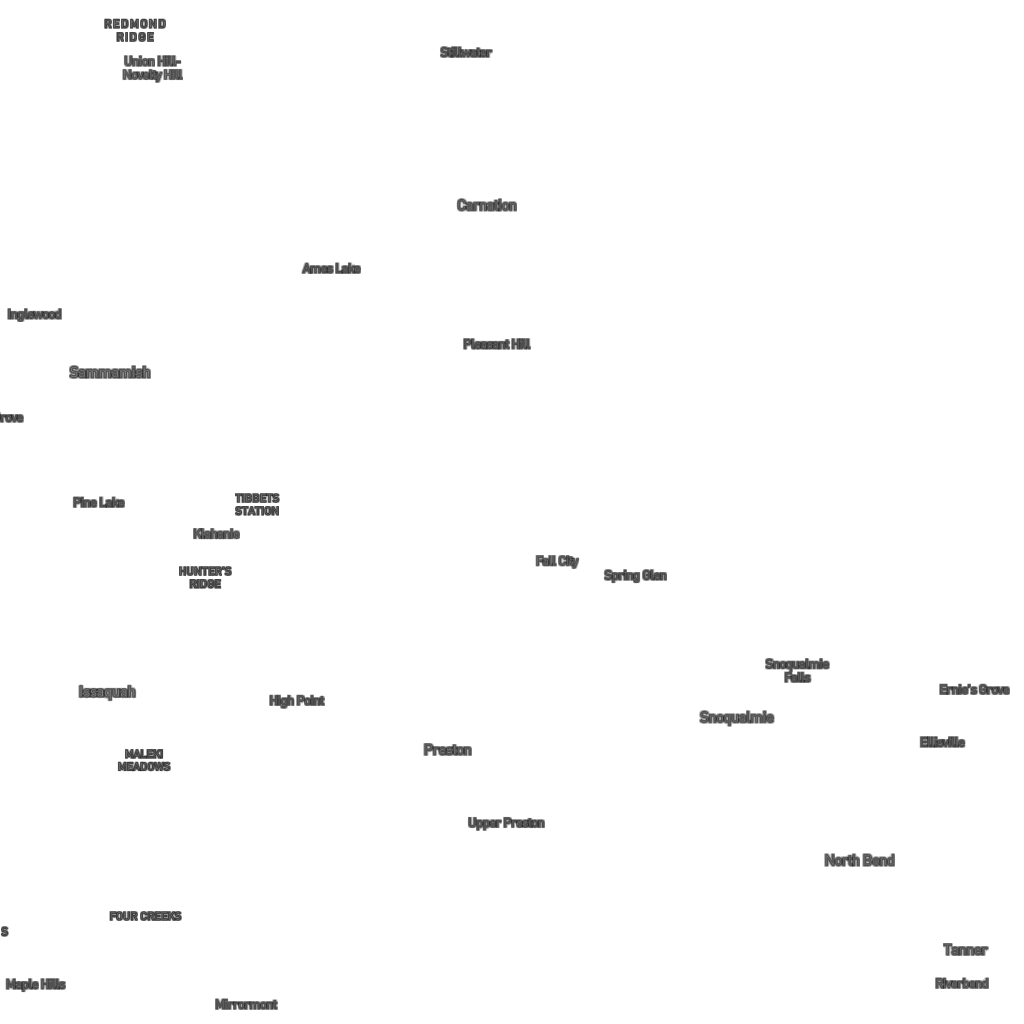 REDMOND
RIDGE
Union Hill-
Novelty Hill
Stillwater
Carnation
Ames Lake
Inglewood
Pleasant Hill
Sammamish
rove
Pine Lake
TIBBETS
STATION
Klahanie
HUNTER'S
RIDGE
Fall City
Spring Glen
Snoqualmie
Falls
Ernie's Grove
Issaquah
High Point
Snoqualmie
Ellisville
Preston
MALEKI
MEADOWS
Upper Preston
North Bend
FOUR CREEKS
S
Tanner
Maple Hills
Riverbend
Mirrormont